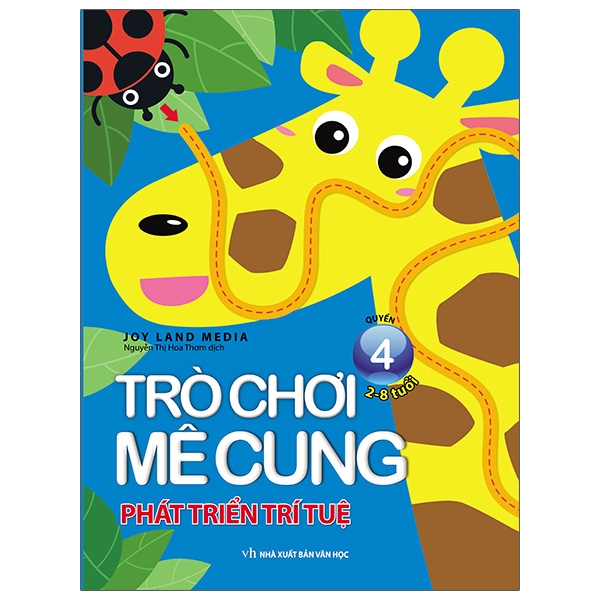 JOY LAND MEDIA
Nguyễn Thị Hoa Thơm dịch
QUYỂN
4
2-8 tuổi
TRÒ CHƠI
MÊ CUNG
PHÁT TRIỂN TRÍ TUỆ
vh NHÀ XUẤT BẢN VĂN HỌC